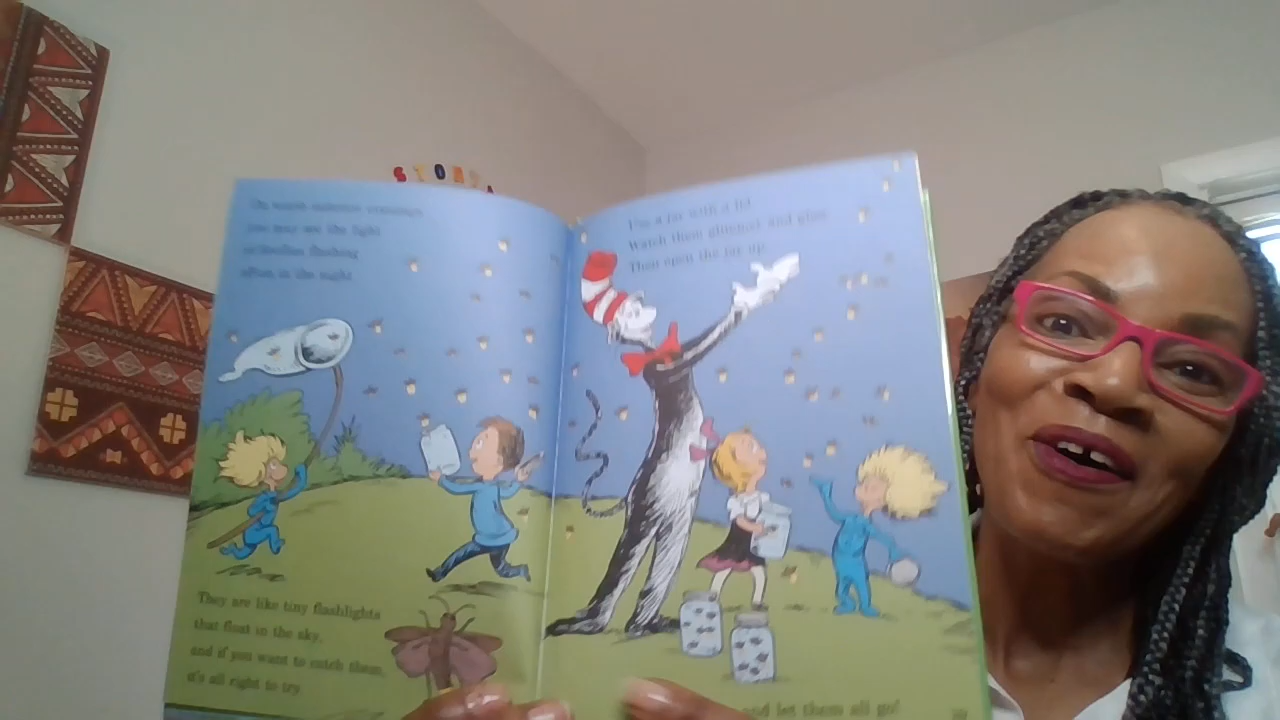 STORY
On warm summer evenings,
you may see the light
of fireflies flashing
often in the night.
They are like tiny flashlights
that float in the sky,
and if you want to catch them,
it's all right to try.
Use a jar with a lid.
Watch them glimmer and glow.
Then open the jar up
and let them all go!